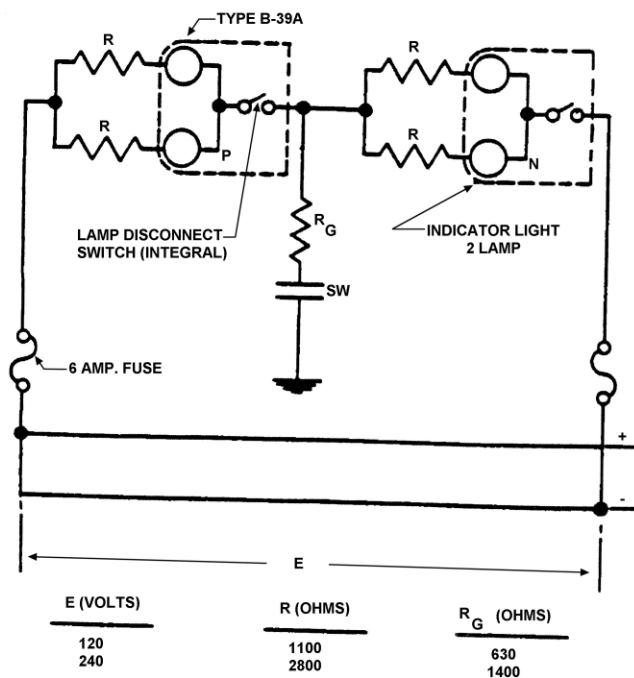 TYPE B-39A
R
R
P
R
R
N
LAMP DISCONNECT
SWITCH (INTEGRAL)
R G
SW
INDICATOR LIGHT
2 LAMP
6 AMP. FUSE
+
-
E
E (VOLTS) R (OHMS) R G (OHMS)
120 1100 630
240 2800 1400